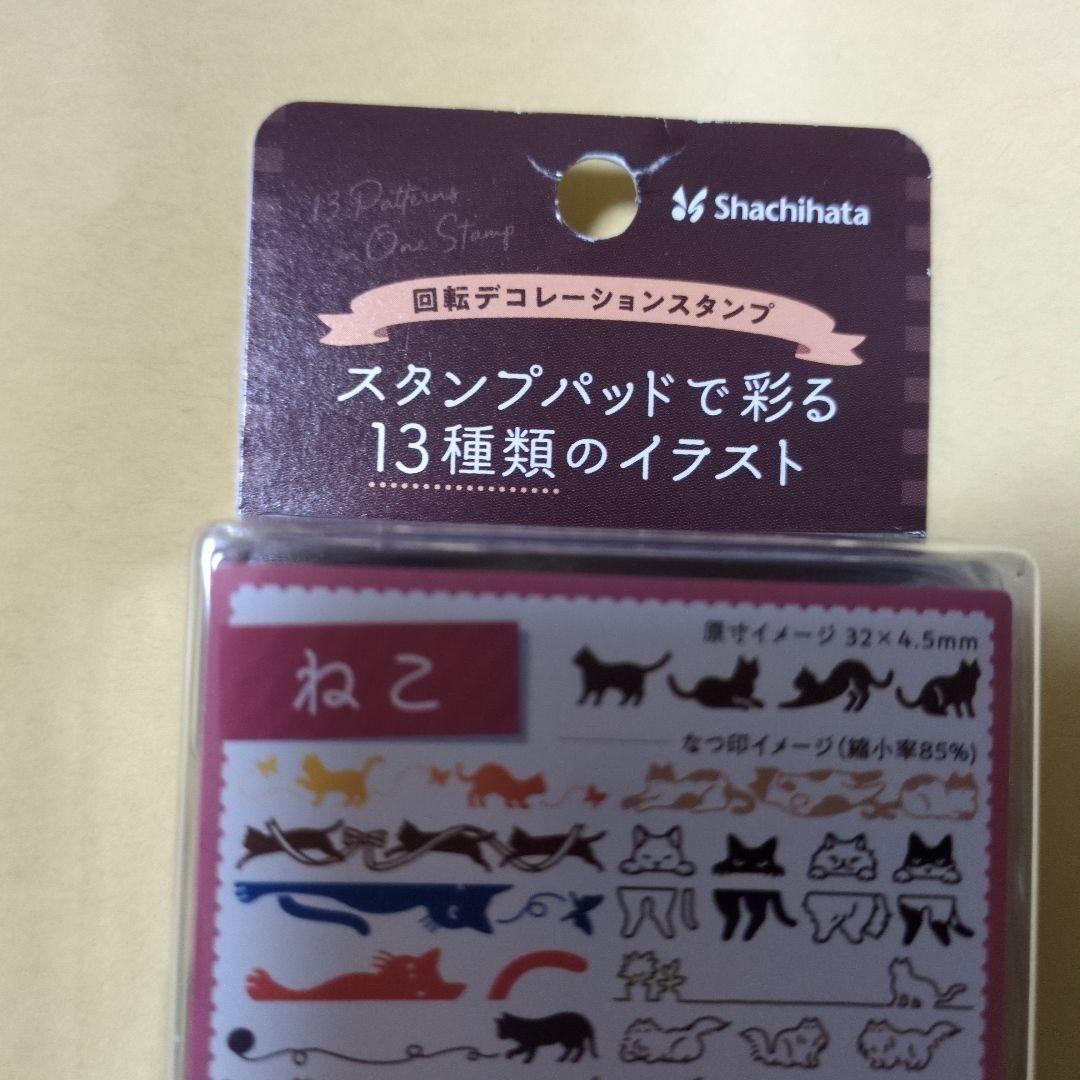 13 Patterns
in One Stamp
Shachihata
回転デコレーションスタンプ
スタンプパッドで彩る
13種類のイラスト
原寸イメージ 32×4.5mm
ねこ
なつ印イメージ(縮小率85%)